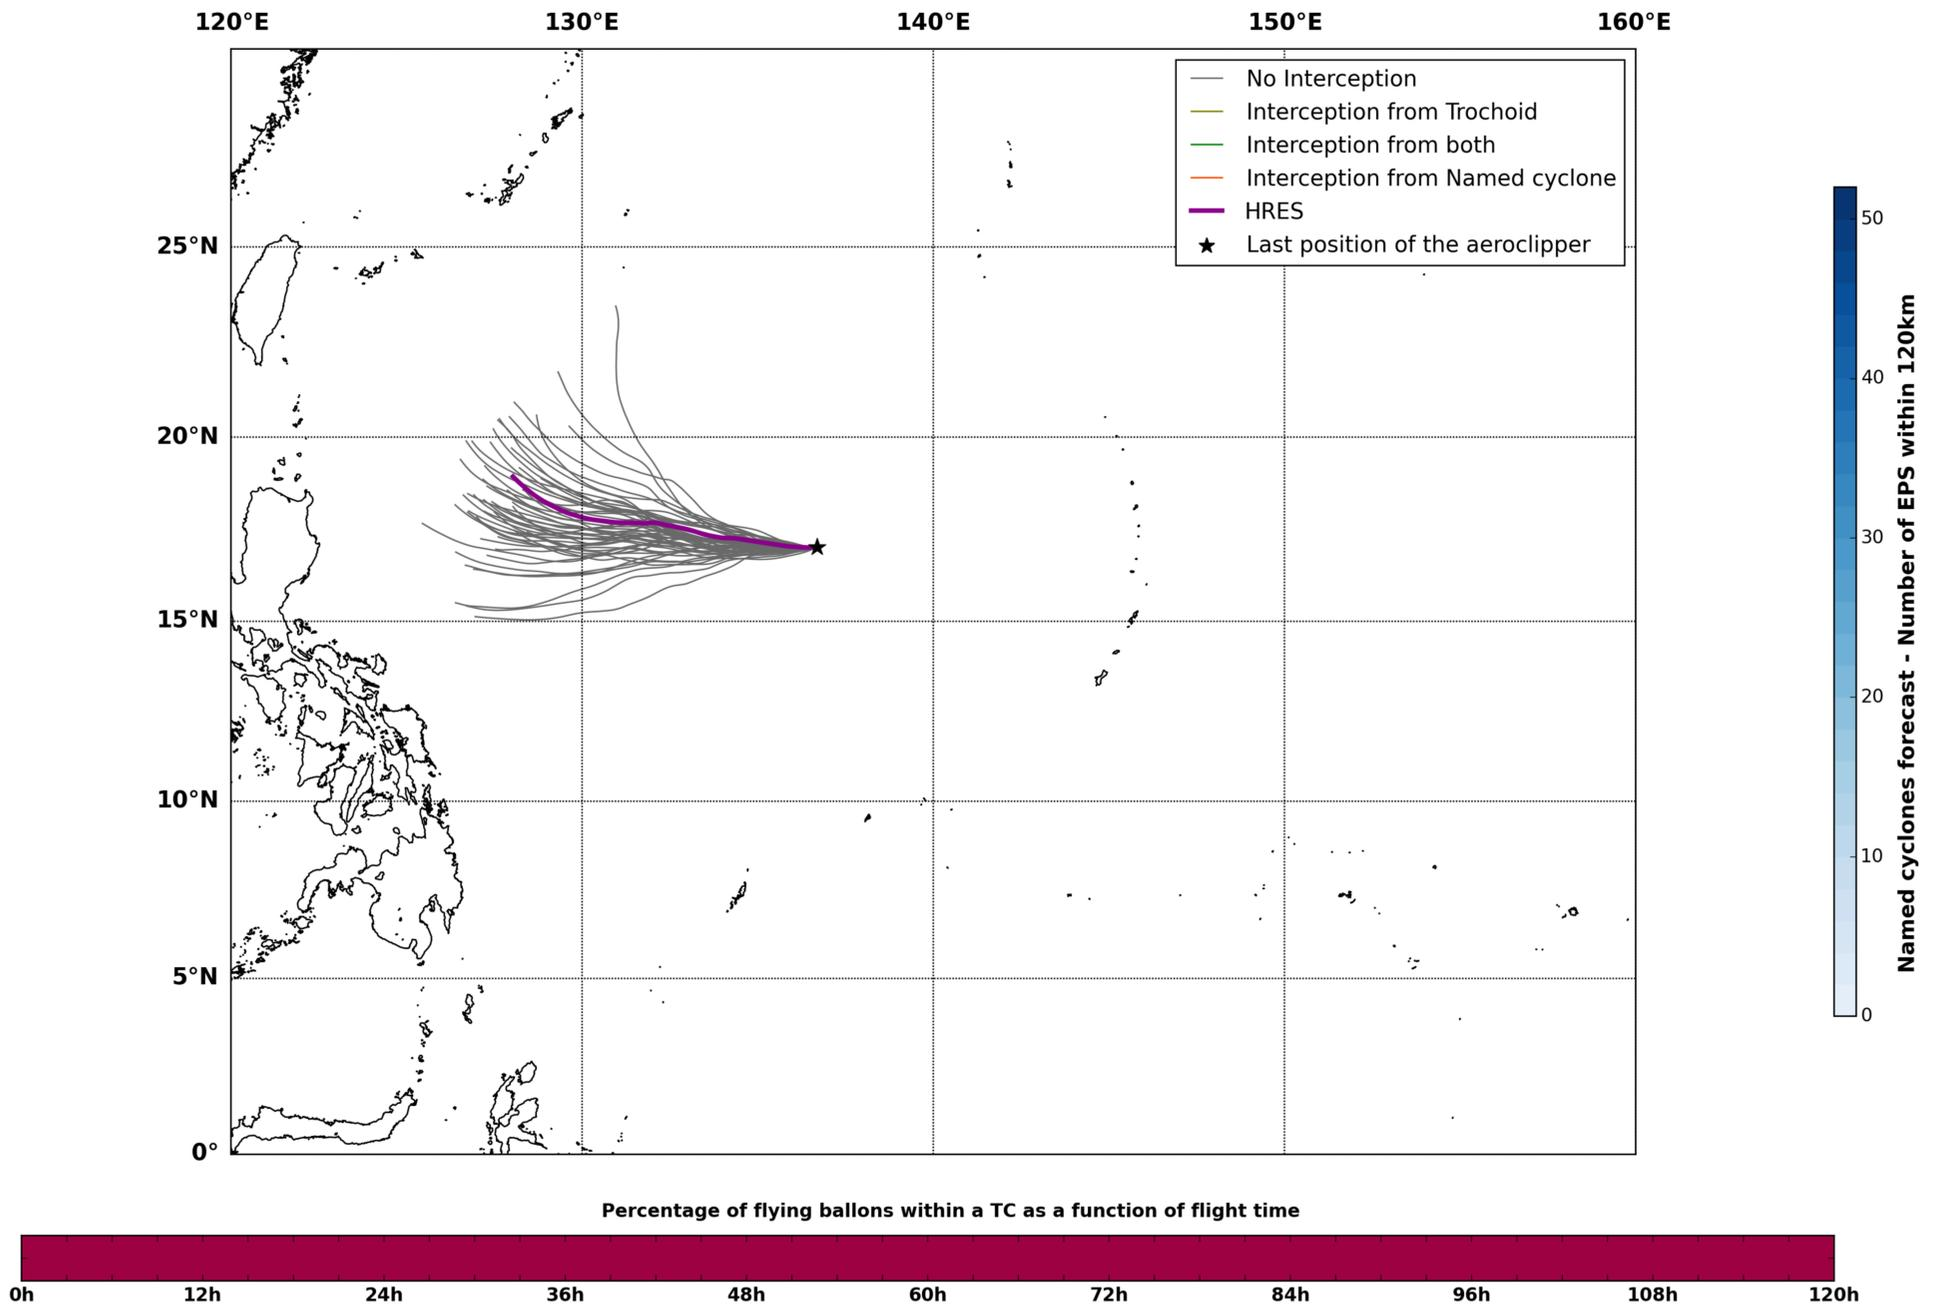 120°E 130°E 140°E 150°E 160°E
No Interception
Interception from Trochoid
Interception from both
Interception from Named cyclone
HRES
Last position of the aeroclipper
25°N
20°N
15°N
10°N
5°N
0°
50
40
30
20
10
0
Named cyclones forecast - Number of EPS within 120km
Percentage of flying ballons within a TC as a function of flight time
0h 12h 24h 36h 48h 60h 72h 84h 96h 108h 120h